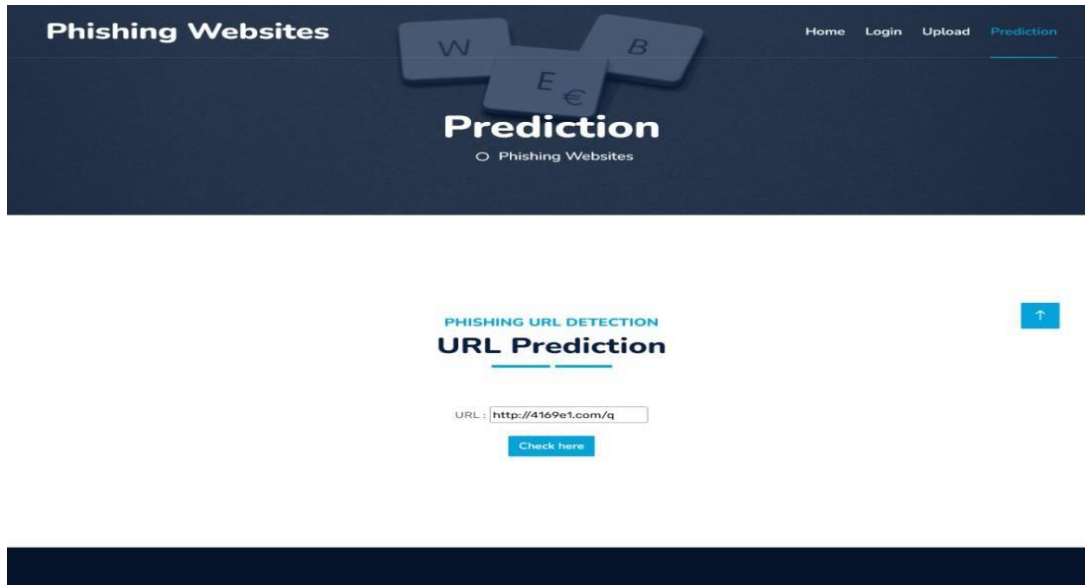 Phishing Websites
Home Login Upload Prediction
W E € B
Prediction
Phishing Websites
PHISHING URL DETECTION
URL Prediction
URL : http://4169e1.com/q
Check here